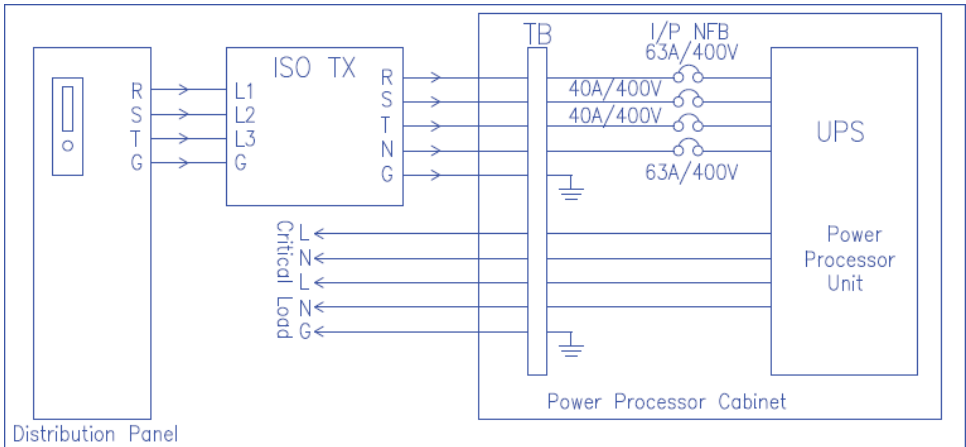 TB
I/P NFB
63A/400V
ISO TX
R
S
T
G
L1
L2
L3
G
R
S
T
N
G
40A/400V
40A/400V
63A/400V
UPS
Critical Load
L
N
L
N
G
Power
Processor
Unit
Power Processor Cabinet
Distribution Panel